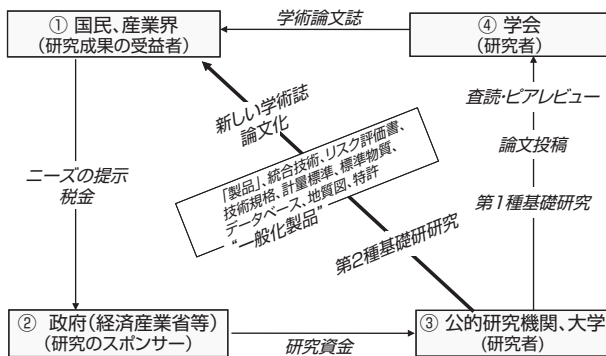 ① 国民、産業界
(研究成果の受益者)
学術論文誌
④ 学会
(研究者)
新しい学術誌
論文化
査読・ピアレビュー
論文投稿
第1種基礎研究
ニーズの提示
税金
「製品」、統合技術、リスク評価書、
技術規格、計量標準、標準物質、
データベース、地質図、特許
“一般化製品”
第2種基礎研研究
② 政府(経済産業省等)
(研究のスポンサー)
研究資金
③ 公的研究機関、大学
(研究者)